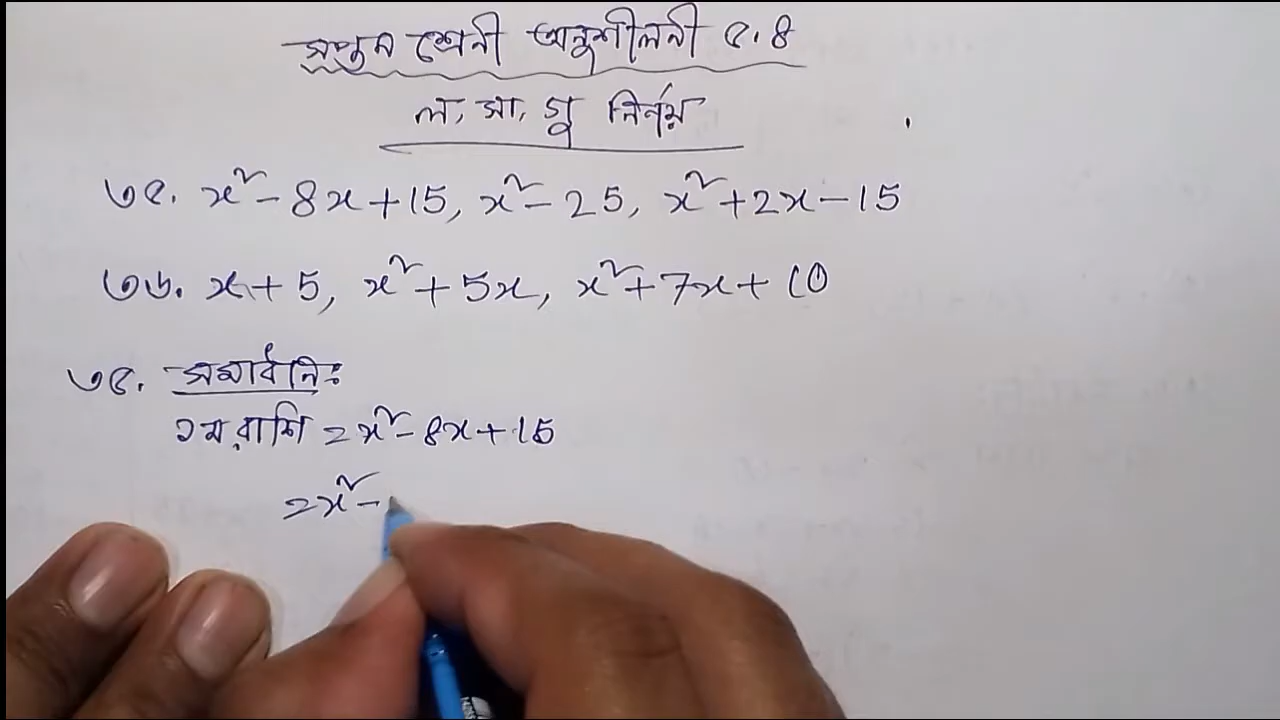 সপ্তম শ্রেনী অনুশীলনী ৫.৪
ল, সা, গু নির্নয়
৩৫. x² - 8x + 15, x² - 25, x² + 2x - 15
৩৬. x + 5, x² + 5x, x² + 7x + 10
৩৫. সমাধানঃ
১ম রাশি = x² - 8x + 15
= x² -